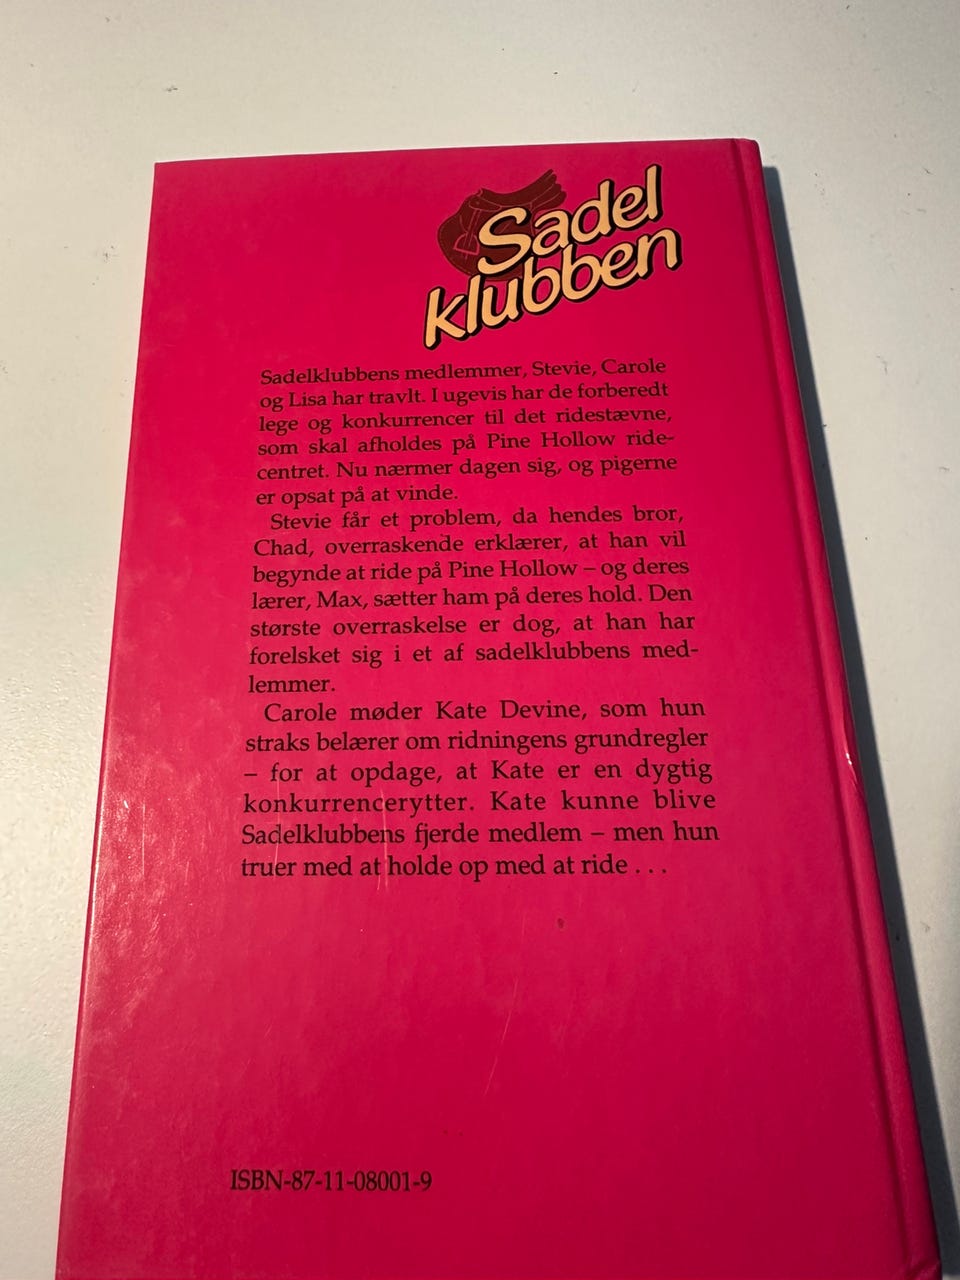 Sadel
klubben
Sadelklubbens medlemmer, Stevie, Carole
og Lisa har travlt. I ugevis har de forberedt
lege og konkurrencer til det ridestævne,
som skal afholdes på Pine Hollow ride-
centret. Nu nærmer dagen sig, og pigerne
er opsat på at vinde.
Stevie får et problem, da hendes bror,
Chad, overraskende erklærer, at han vil
begynde at ride på Pine Hollow – og deres
lærer, Max, sætter ham på deres hold. Den
største overraskelse er dog, at han har
forelsket sig i et af sadelklubbens med-
lemmer.
Carole møder Kate Devine, som hun
straks belærer om ridningens grundregler
– for at opdage, at Kate er en dygtig
konkurrencerytter. Kate kunne blive
Sadelklubbens fjerde medlem – men hun
truer med at holde op med at ride . . .
ISBN-87-11-08001-9